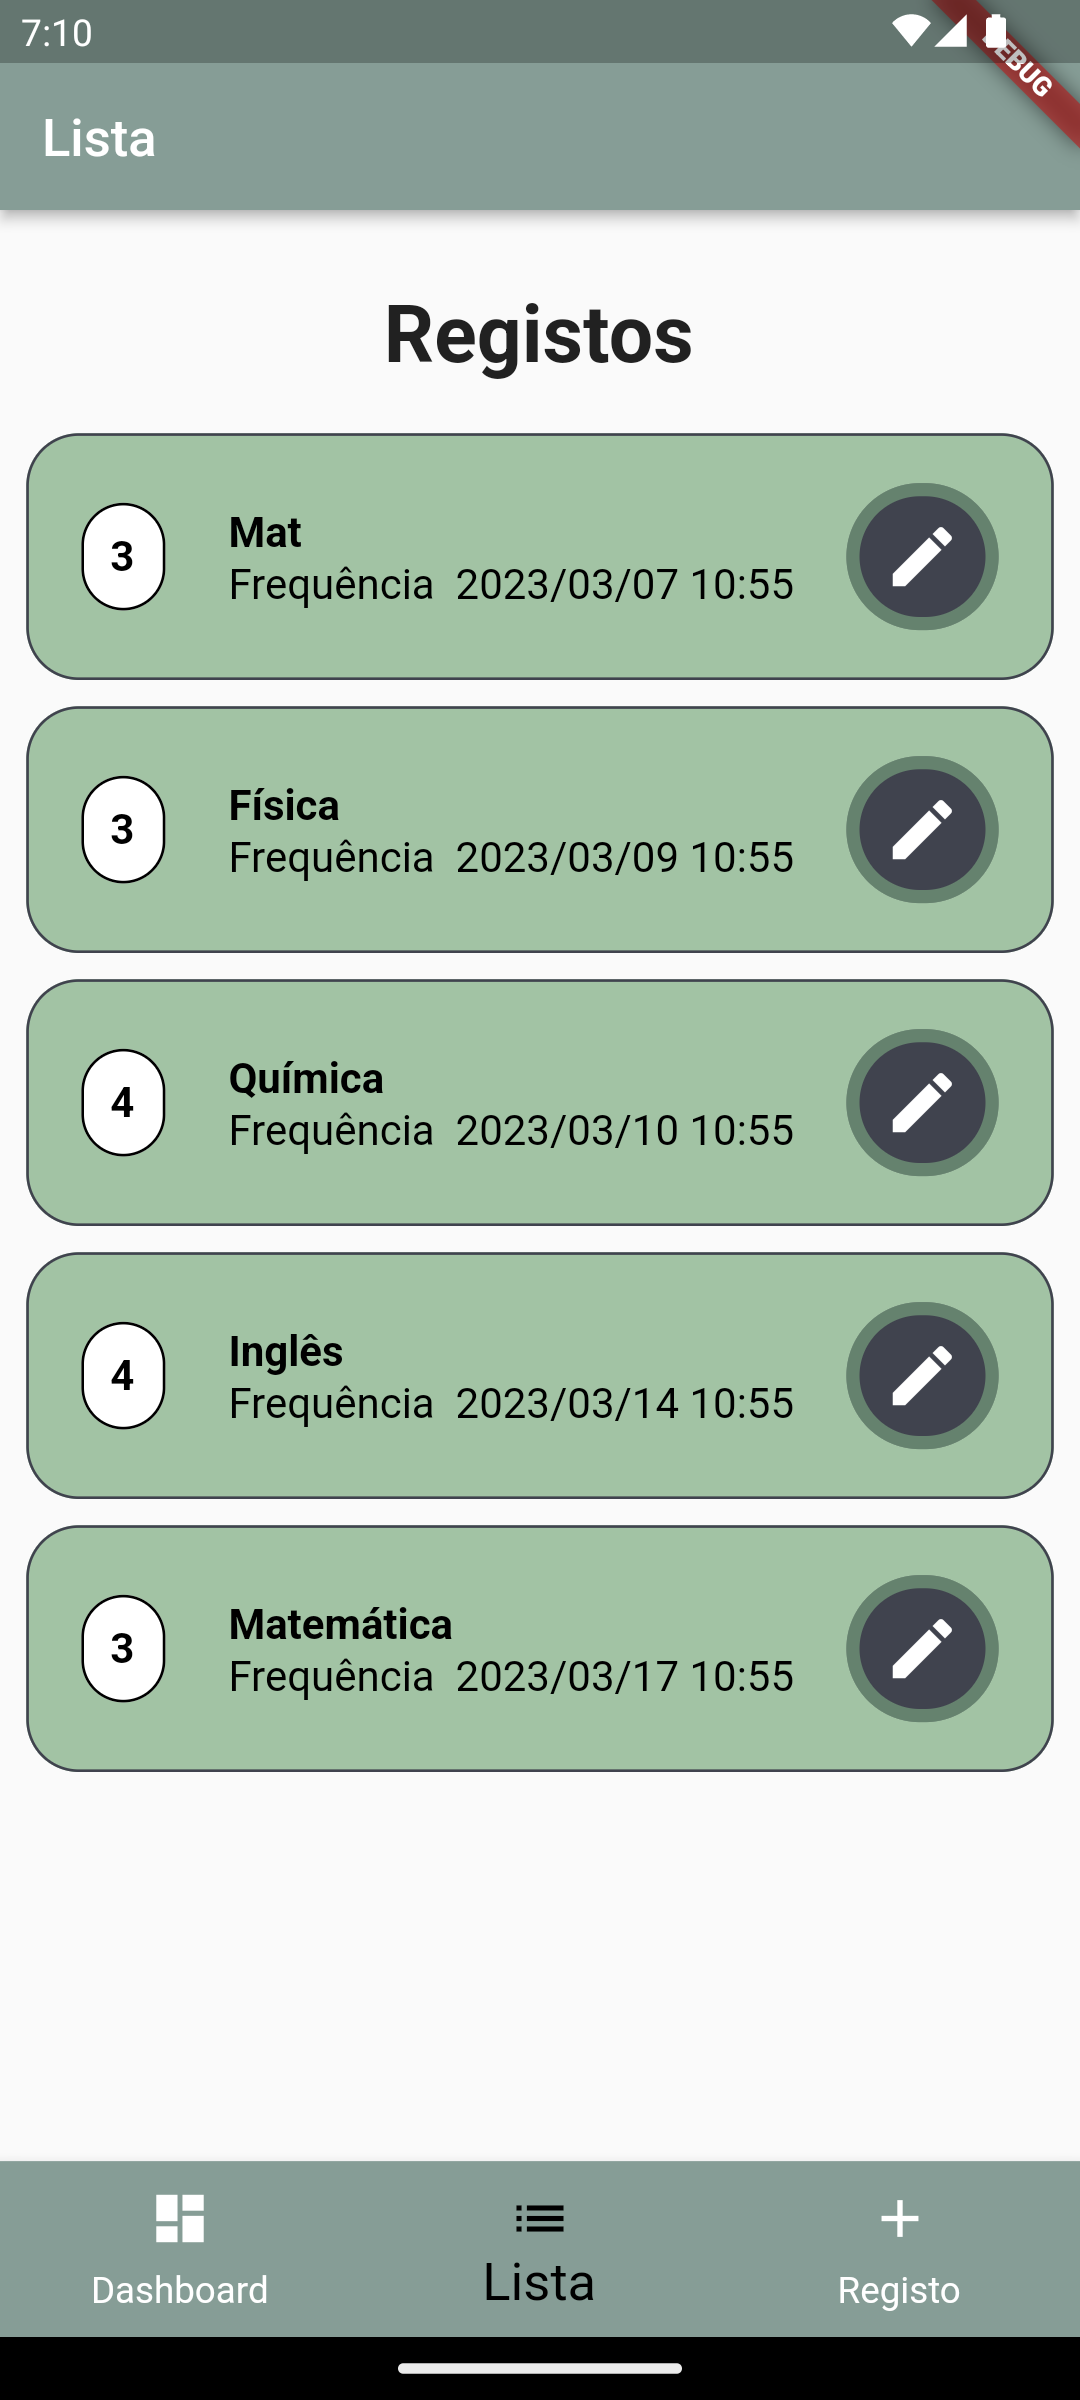 7:10
DEBUG
Lista
Registos
3
Mat
Frequência 2023/03/07 10:55
3
Física
Frequência 2023/03/09 10:55
4
Química
Frequência 2023/03/10 10:55
4
Inglês
Frequência 2023/03/14 10:55
3
Matemática
Frequência 2023/03/17 10:55
Dashboard
Lista
Registo